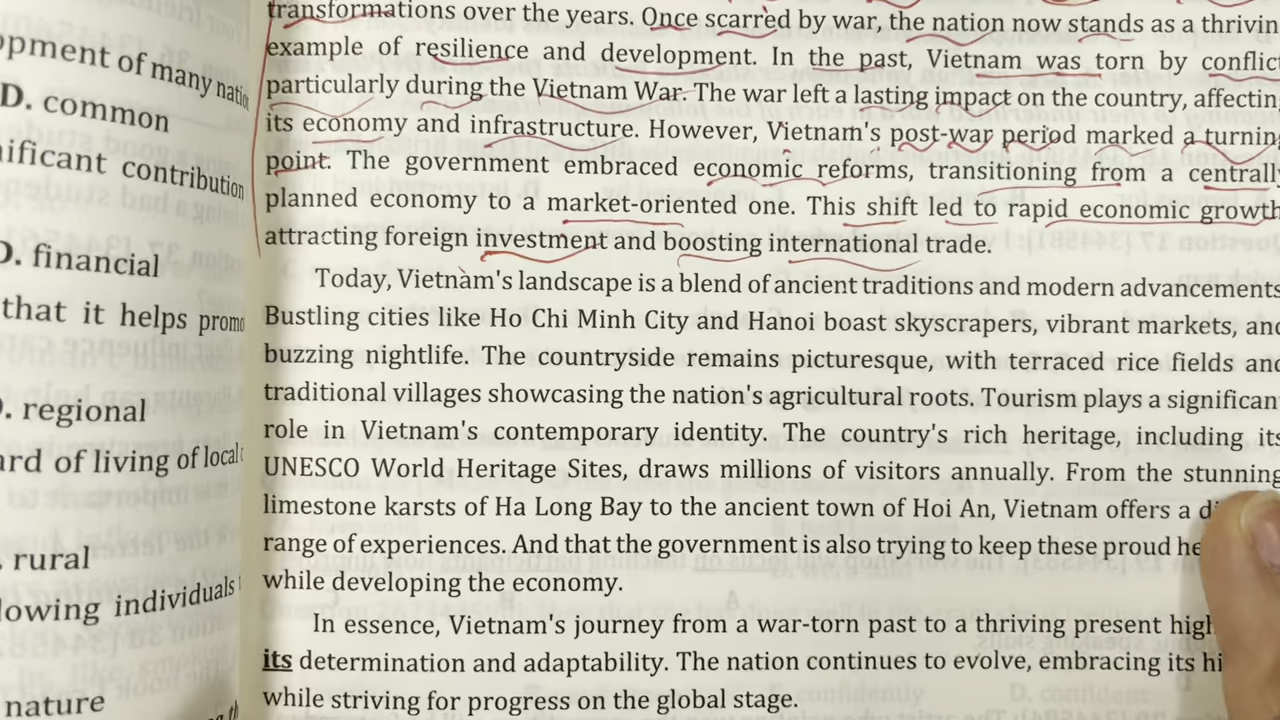 opment of many
D. common
ificant contribution
D. financial
that it helps
. regional
ard of living of local
. rural
lowing individuals
nature
transformations over the years. Once scarred by war, the nation now stands as a thrivin
example of resilience and development. In the past, Vietnam was torn by conflict
particularly during the Vietnam War. The war left a lasting impact on the country, affectin
its economy and infrastructure. However, Vietnam's post-war period marked a turning
point. The government embraced economic reforms, transitioning from a centrall
planned economy to a market-oriented one. This shift led to rapid economic growth
attracting foreign investment and boosting international trade.
Today, Vietnam's landscape is a blend of ancient traditions and modern advancements
Bustling cities like Ho Chi Minh City and Hanoi boast skyscrapers, vibrant markets, and
buzzing nightlife. The countryside remains picturesque, with terraced rice fields and
traditional villages showcasing the nation's agricultural roots. Tourism plays a significant
role in Vietnam's contemporary identity. The country's rich heritage, including its
UNESCO World Heritage Sites, draws millions of visitors annually. From the stunning
limestone karsts of Ha Long Bay to the ancient town of Hoi An, Vietnam offers a
range of experiences. And that the government is also trying to keep these proud he
while developing the economy.
In essence, Vietnam's journey from a war-torn past to a thriving present
its determination and adaptability. The nation continues to evolve, embracing its
while striving for progress on the global stage.